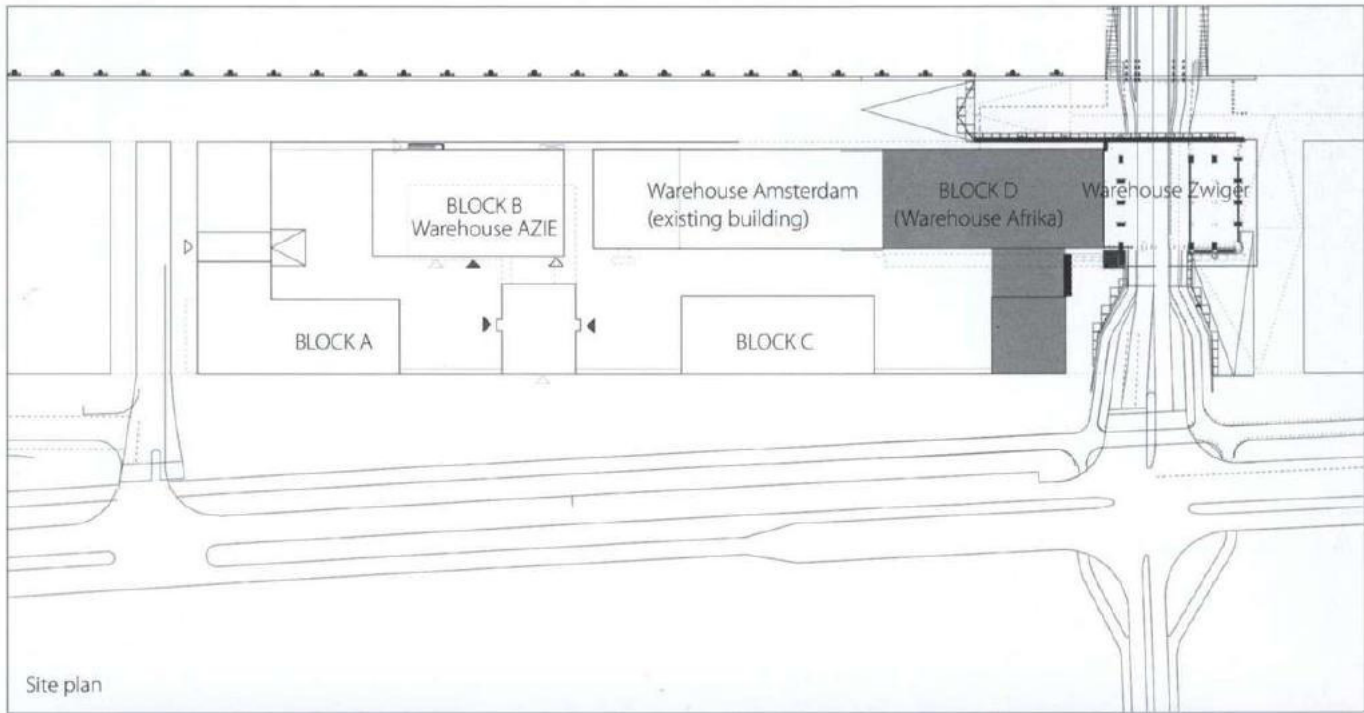 BLOCK B
Warehouse AZIE
Warehouse Amsterdam
(existing building)
BLOCK D
(Warehouse Afrika)
Warehouse Zwiger
BLOCK A
BLOCK C
Site plan